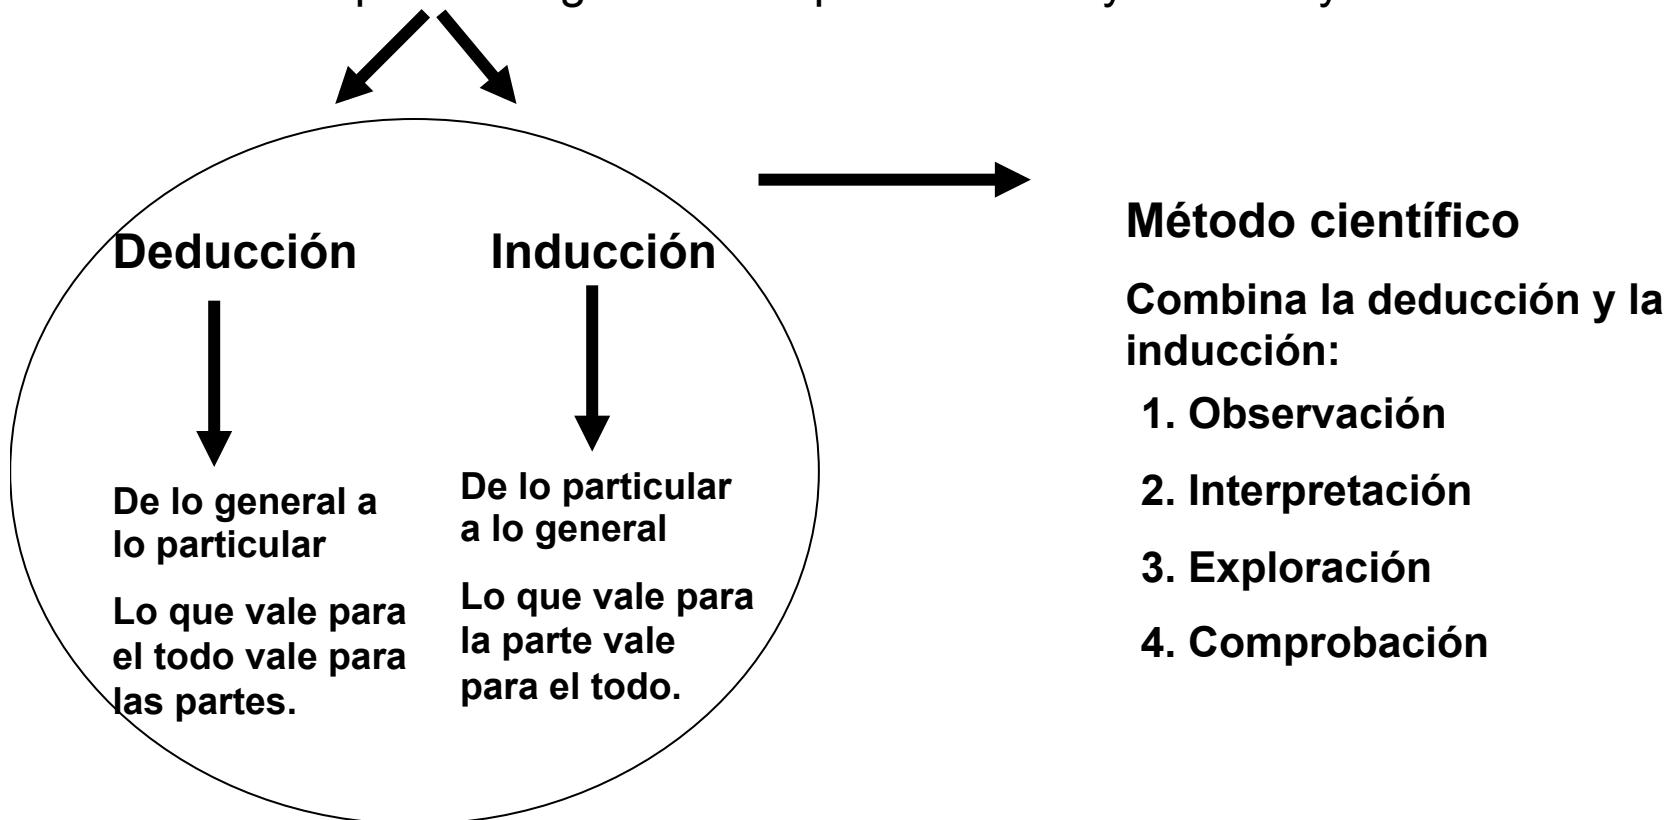 Deducción
De lo general a
lo particular
Lo que vale para
el todo vale para
las partes.
Inducción
De lo particular
a lo general
Lo que vale para
la parte vale
para el todo.
Método científico
Combina la deducción y la
inducción:
1. Observación
2. Interpretación
3. Exploración
4. Comprobación